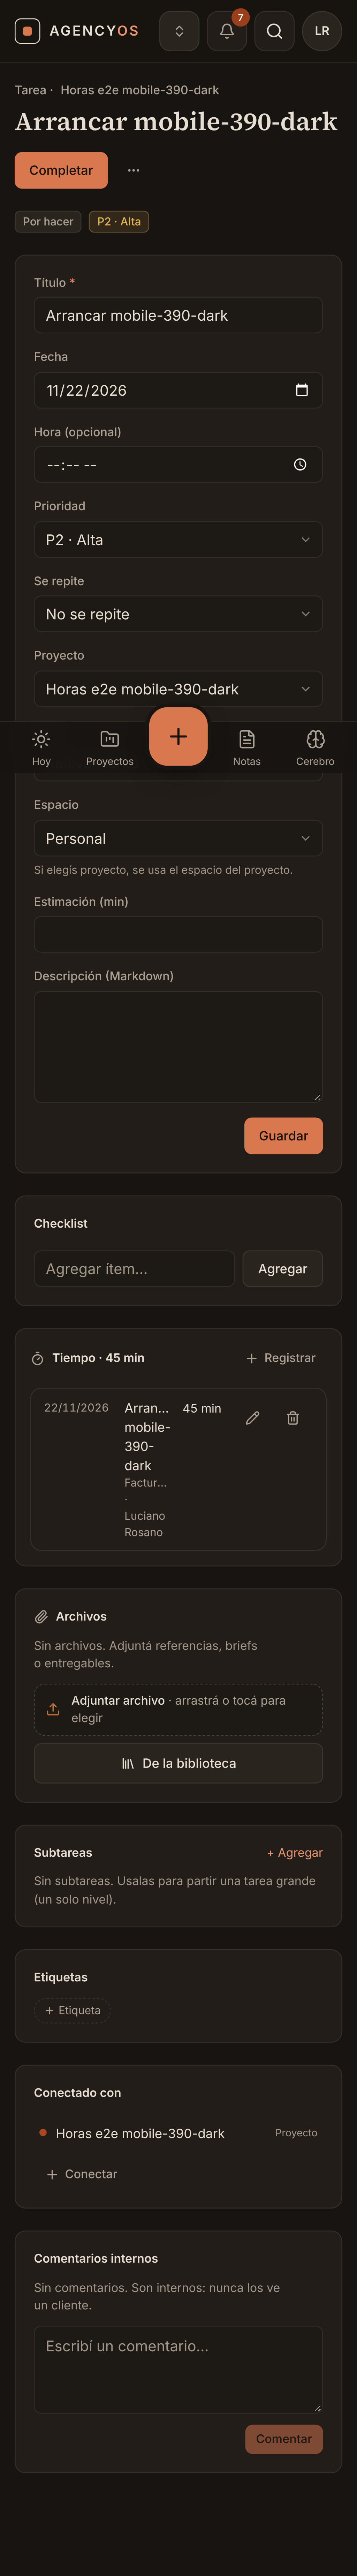 AGENCYOS
7
LR
Tarea · Horas e2e mobile-390-dark
Arrancar mobile-390-dark
Completar
···
Por hacer
P2 · Alta
Título *
Arrancar mobile-390-dark
Fecha
11/22/2026
Hora (opcional)
--:-- --
Prioridad
P2 · Alta
Se repite
No se repite
Proyecto
Horas e2e mobile-390-dark
Hoy
Proyectos
Notas
Cerebro
Espacio
Personal
Si elegís proyecto, se usa el espacio del proyecto.
Estimación (min)
Descripción (Markdown)
Guardar
Checklist
Agregar ítem...
Agregar
Tiempo · 45 min
+ Registrar
22/11/2026
Arran...
mobile-
390-
dark
Factur...
·
Luciano
Rosano
45 min
Archivos
Sin archivos. Adjuntá referencias, briefs
o entregables.
Adjuntar archivo · arrastrá o tocá para
elegir
De la biblioteca
Subtareas
+ Agregar
Sin subtareas. Usalas para partir una tarea grande
(un solo nivel).
Etiquetas
+ Etiqueta
Conectado con
Horas e2e mobile-390-dark
Proyecto
+ Conectar
Comentarios internos
Sin comentarios. Son internos: nunca los ve
un cliente.
Escribí un comentario...
Comentar